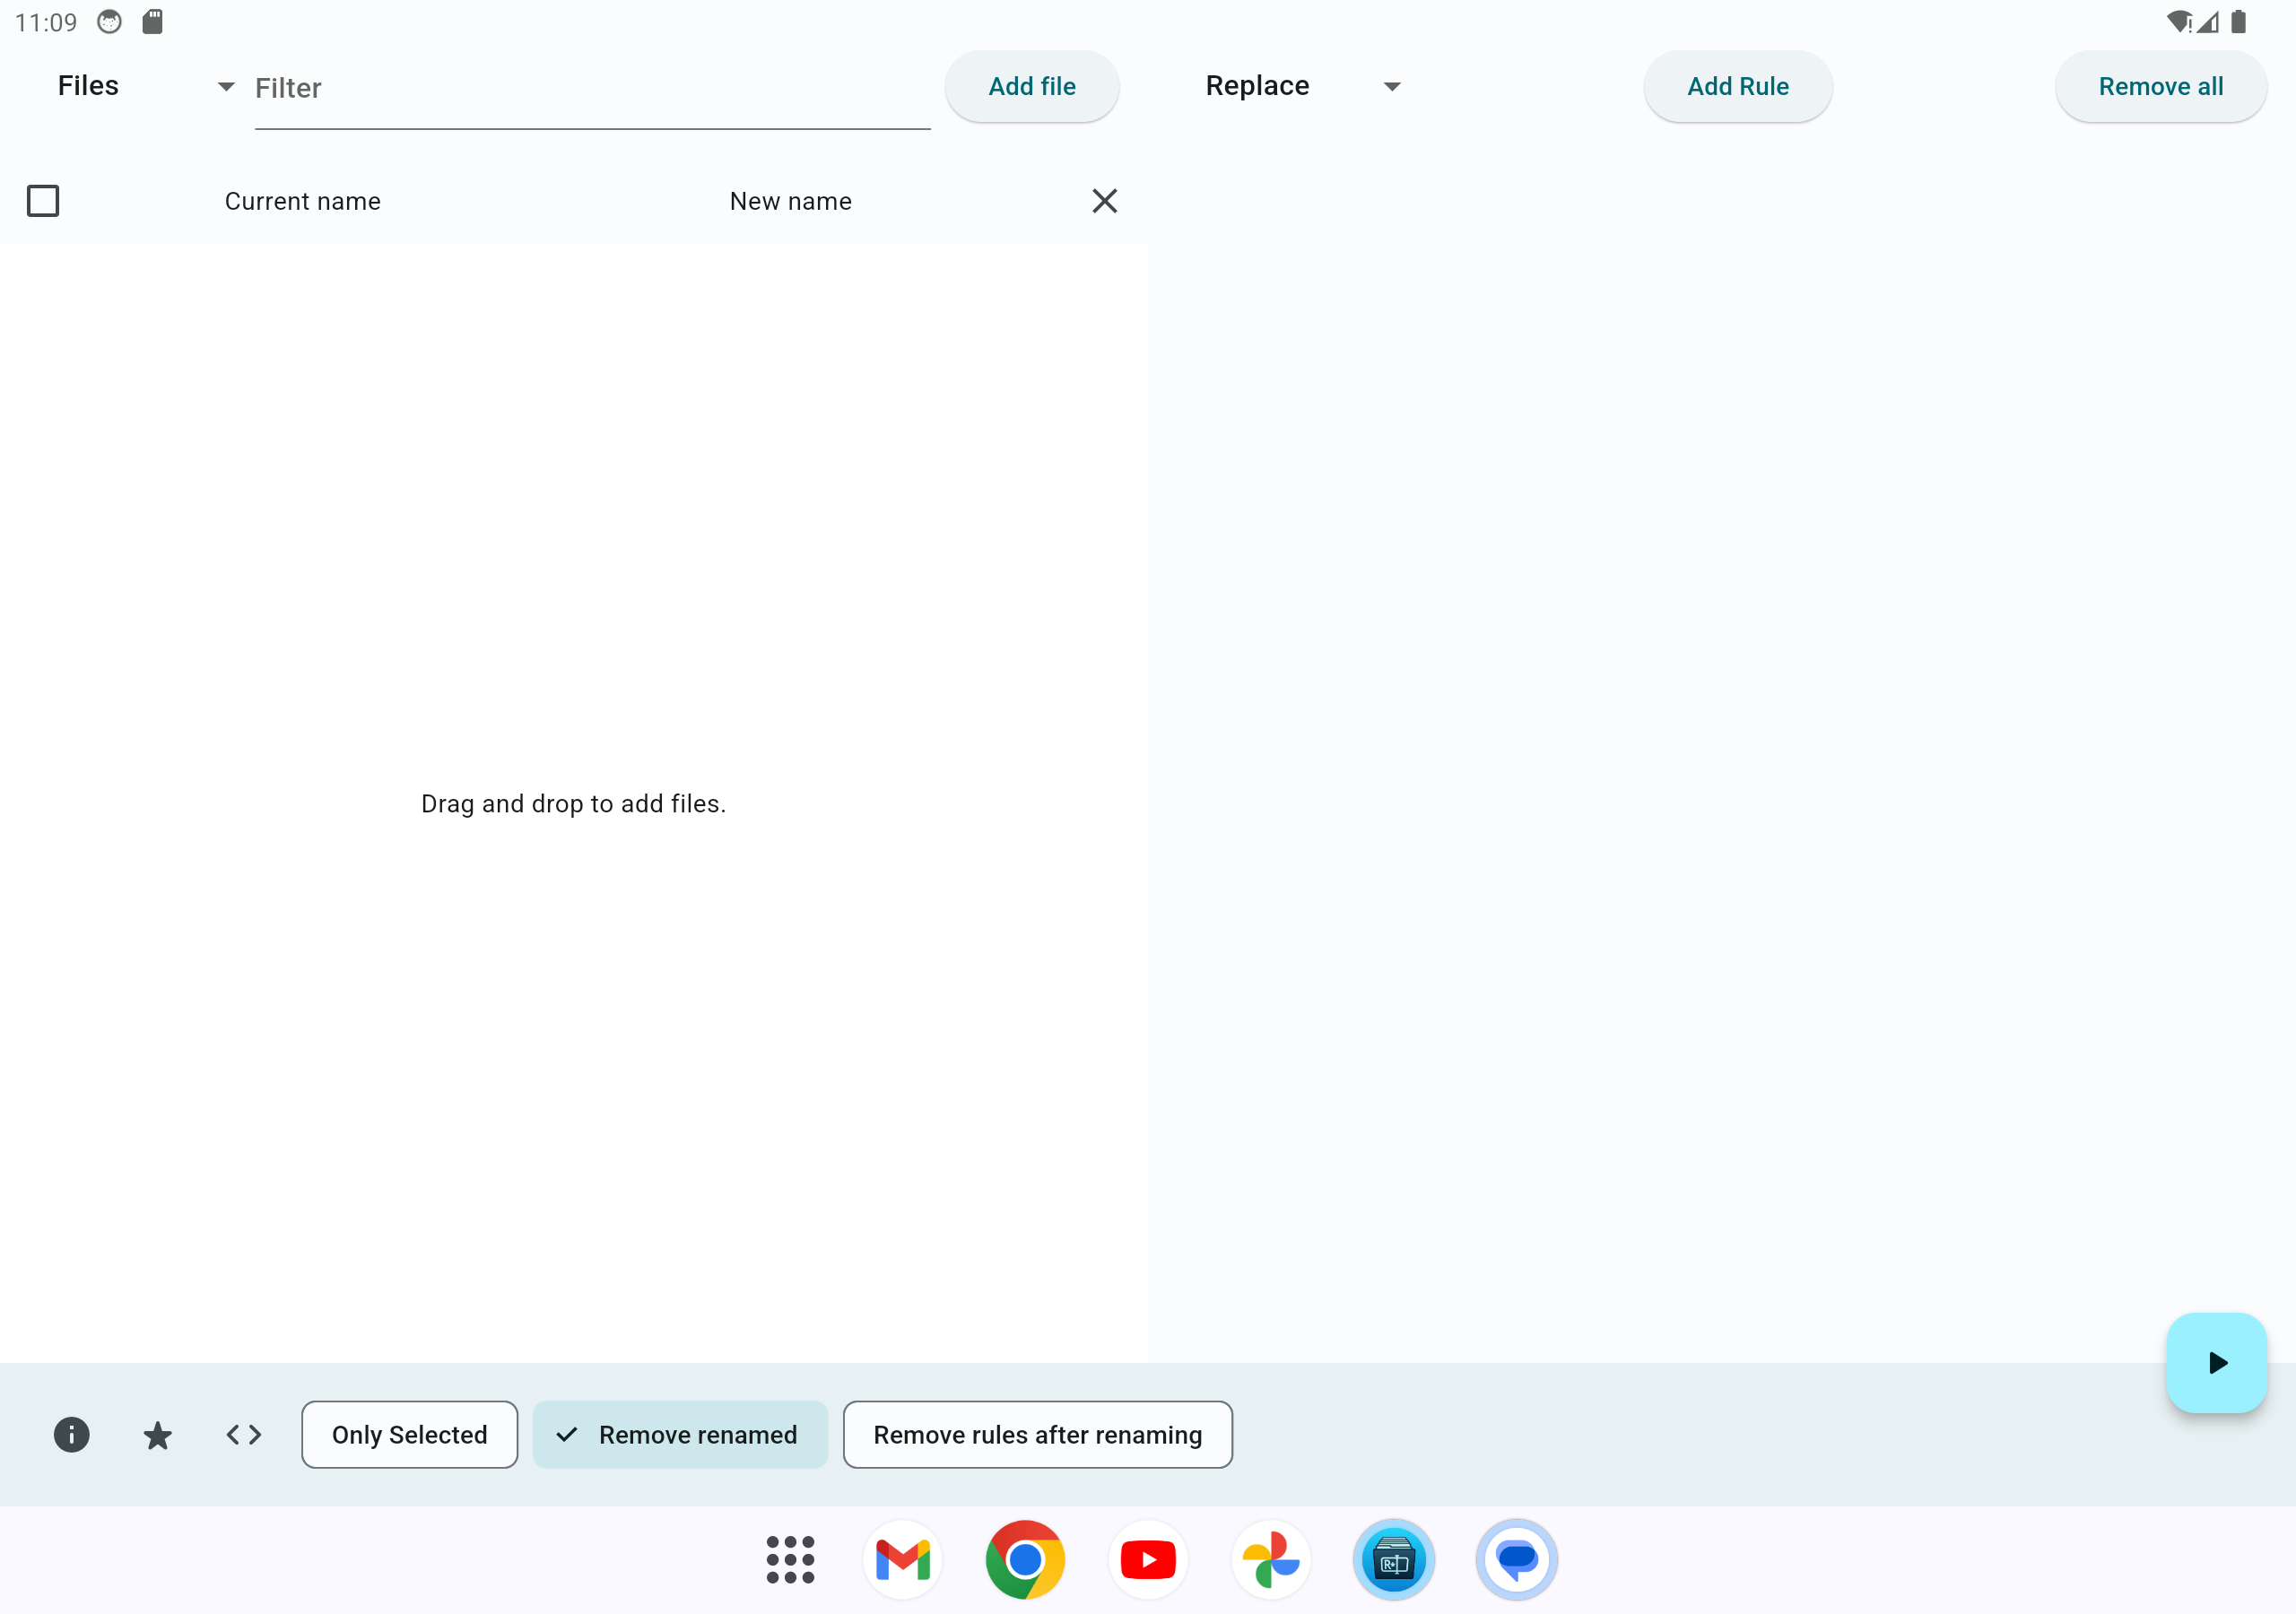 11:09
Files
Filter
Add file
Replace
Add Rule
Remove all
Current name
New name
Drag and drop to add files.
Only Selected
Remove renamed
Remove rules after renaming